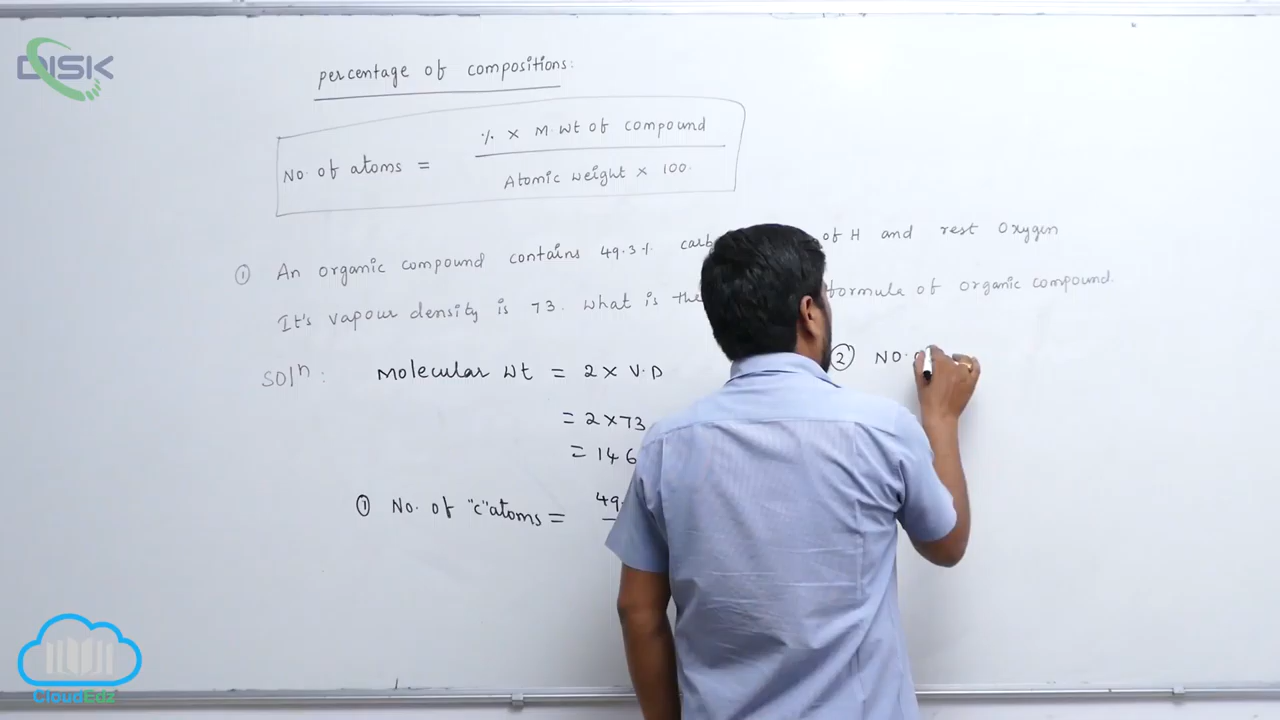 DISK
percentage of compositions:
No. of atoms = % × M.wt of compound
Atomic weight × 100.
① An organic compound contains 49.3% carb of H and rest Oxygen
It's vapour density is 73. What is the formula of organic compound.
Solⁿ: Molecular wt = 2 × V.D
= 2 × 73
= 146
① No. of "c" atoms = 49.
② NO.
CloudEdz